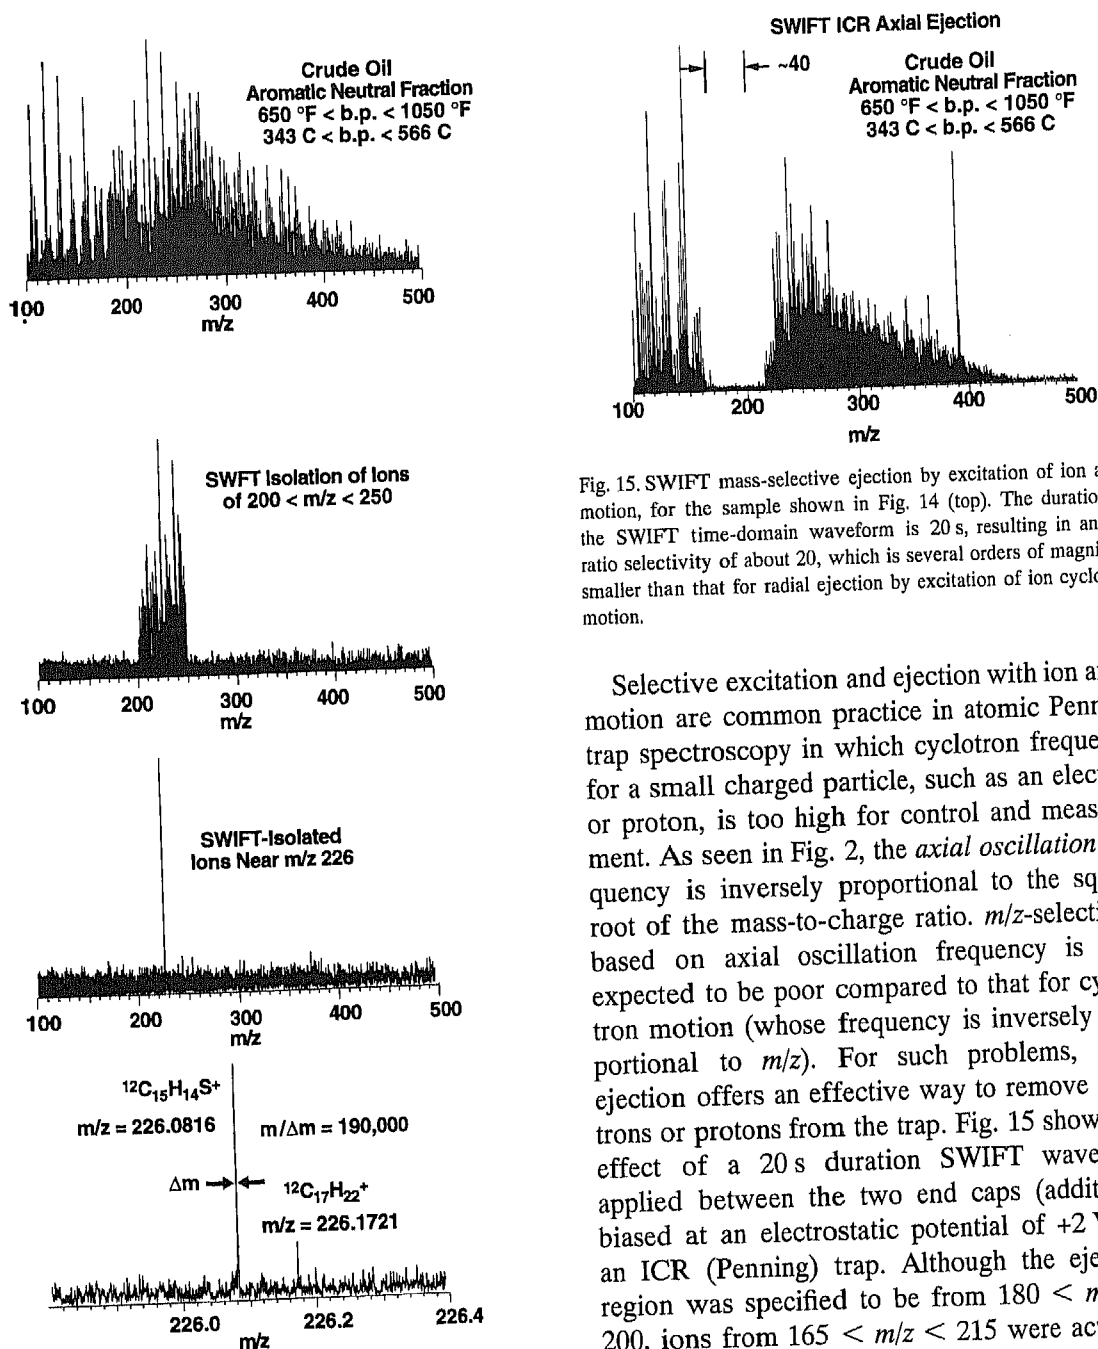 Crude Oil
Aromatic Neutral Fraction
650 °F < b.p. < 1050 °F
343 C < b.p. < 566 C
100 200 300 400 500
m/z
SWFT Isolation of Ions
of 200 < m/z < 250
100 200 300 400 500
m/z
SWIFT-Isolated
Ions Near m/z 226
100 200 300 400 500
m/z
¹²C₁₅H₁₄S⁺
m/z = 226.0816
m/Δm = 190,000
Δm
¹²C₁₇H₂₂⁺
m/z = 226.1721
226.0 226.2 226.4
m/z
SWIFT ICR Axial Ejection
~40
Crude Oil
Aromatic Neutral Fraction
650 °F < b.p. < 1050 °F
343 C < b.p. < 566 C
100 200 300 400 500
m/z
Fig. 15. SWIFT mass-selective ejection by excitation of ion a
motion, for the sample shown in Fig. 14 (top). The duratio
the SWIFT time-domain waveform is 20 s, resulting in an
ratio selectivity of about 20, which is several orders of magni
smaller than that for radial ejection by excitation of ion cyclo
motion.
Selective excitation and ejection with ion a
motion are common practice in atomic Penn
trap spectroscopy in which cyclotron freque
for a small charged particle, such as an elect
or proton, is too high for control and meas
ment. As seen in Fig. 2, the axial oscillation
quency is inversely proportional to the sq
root of the mass-to-charge ratio. m/z-selecti
based on axial oscillation frequency is
expected to be poor compared to that for cy
tron motion (whose frequency is inversely
portional to m/z). For such problems,
ejection offers an effective way to remove
trons or protons from the trap. Fig. 15 show
effect of a 20 s duration SWIFT wave
applied between the two end caps (addit
biased at an electrostatic potential of +2 V
an ICR (Penning) trap. Although the eje
region was specified to be from 180 < m
200, ions from 165 < m/z < 215 were ac